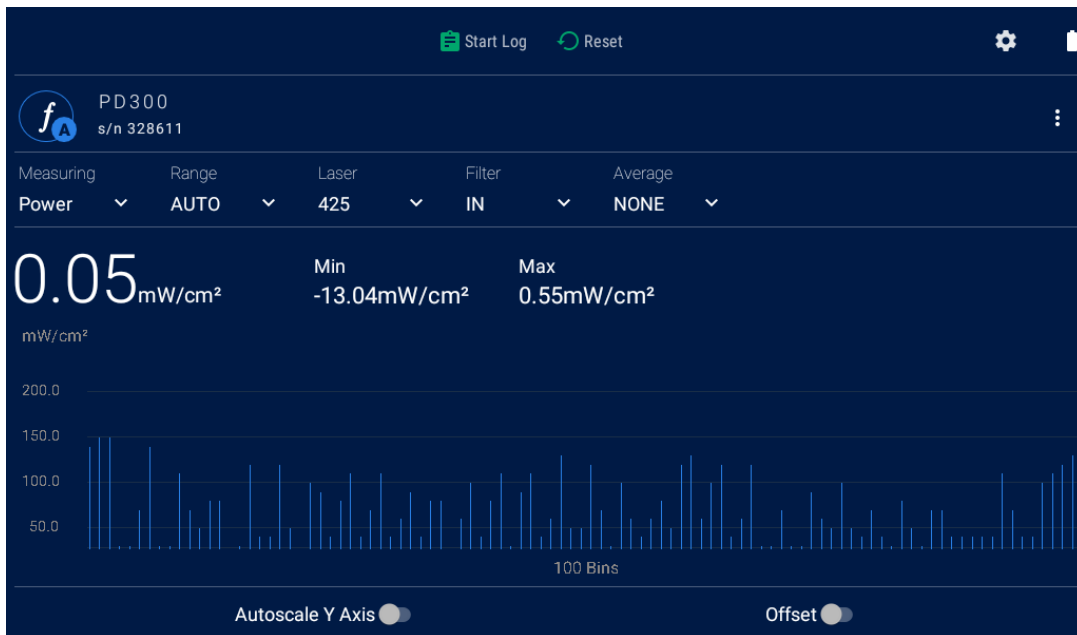 Start Log Reset
f A PD300
s/n 328611
Measuring Range Laser Filter Average
Power AUTO 425 IN NONE
0.05mW/cm² Min Max
-13.04mW/cm² 0.55mW/cm²
mW/cm²
200.0
150.0
100.0
50.0
100 Bins
Autoscale Y Axis Offset